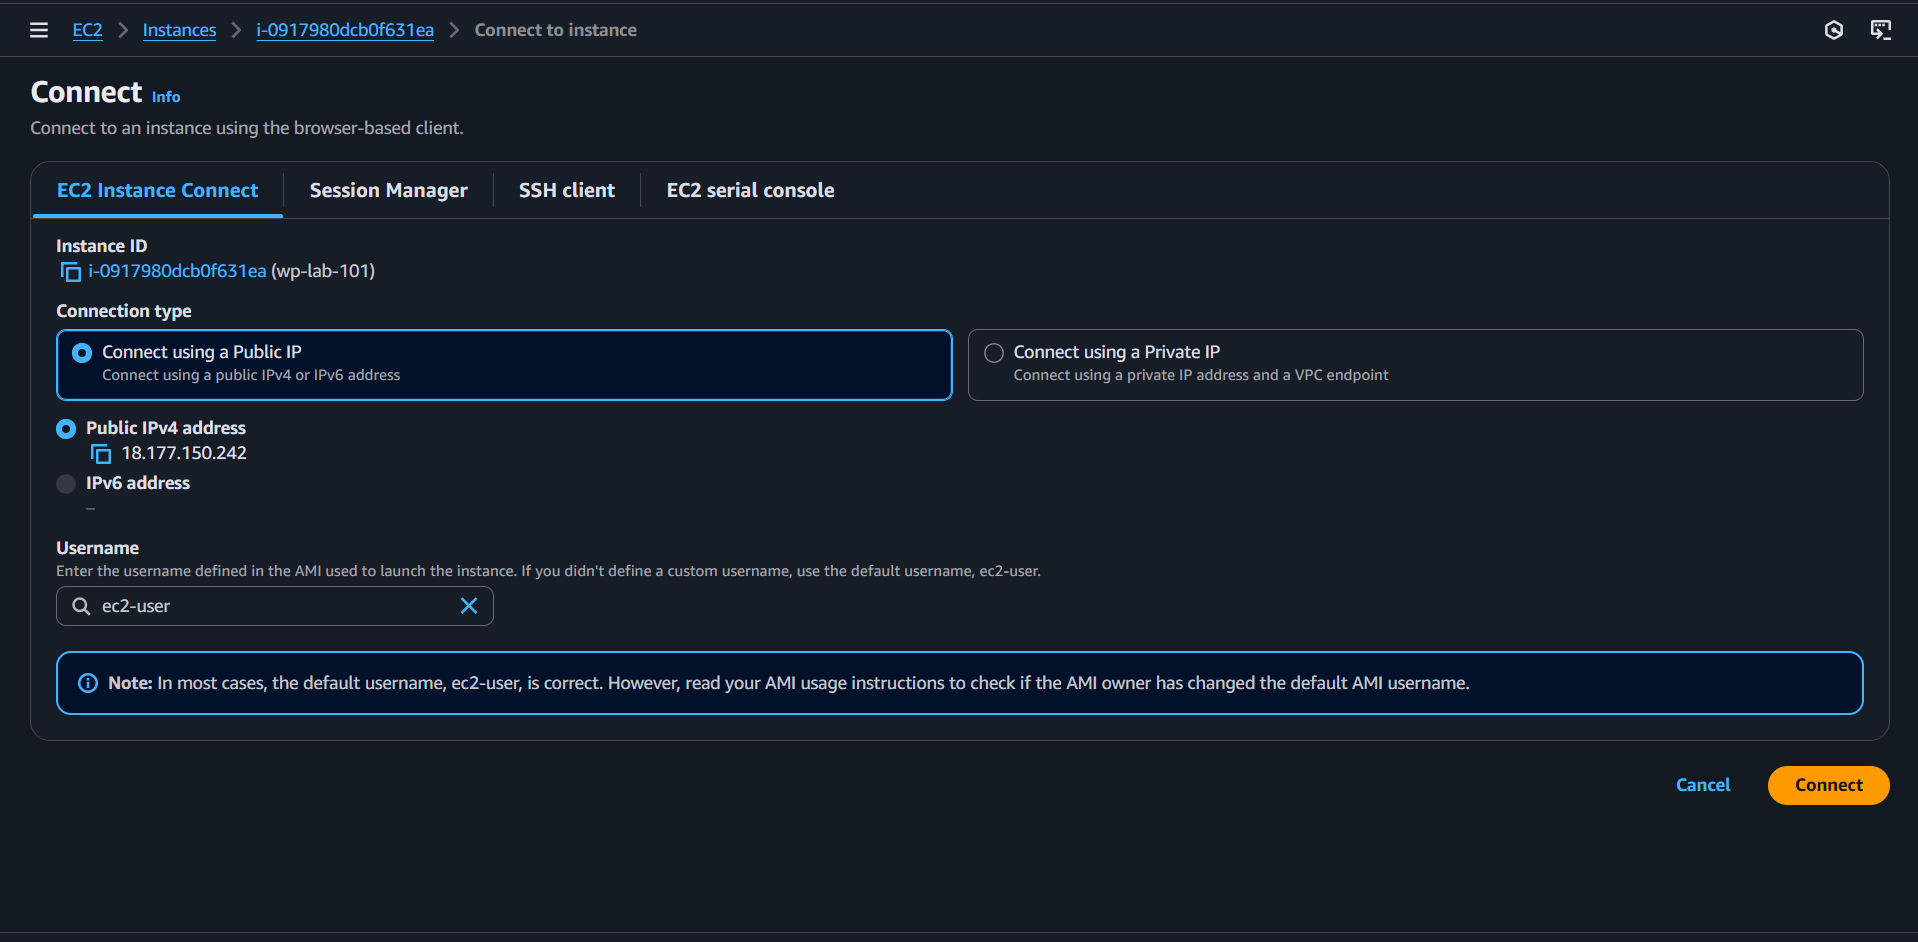 EC2 > Instances > i-0917980dcb0f631ea > Connect to instance
Connect Info
Connect to an instance using the browser-based client.
EC2 Instance Connect Session Manager SSH client EC2 serial console
Instance ID
i-0917980dcb0f631ea (wp-lab-101)
Connection type
Connect using a Public IP
Connect using a public IPv4 or IPv6 address
Connect using a Private IP
Connect using a private IP address and a VPC endpoint
Public IPv4 address
18.177.150.242
IPv6 address
–
Username
Enter the username defined in the AMI used to launch the instance. If you didn't define a custom username, use the default username, ec2-user.
ec2-user
Note: In most cases, the default username, ec2-user, is correct. However, read your AMI usage instructions to check if the AMI owner has changed the default AMI username.
Cancel Connect